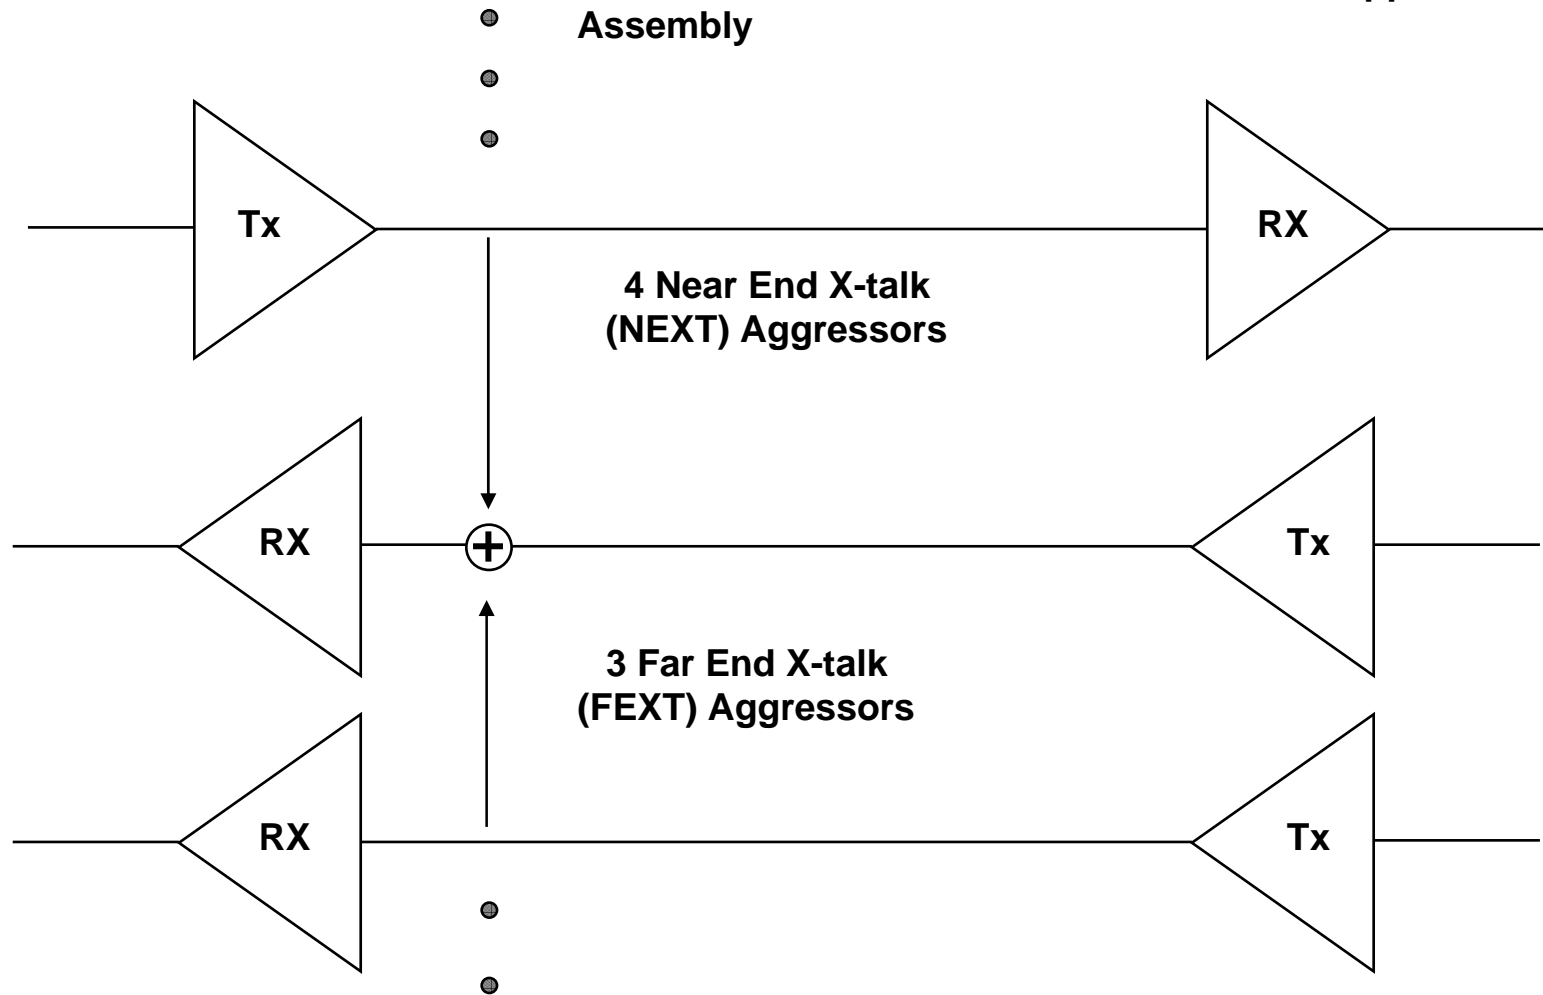 Assembly
Tx
RX
4 Near End X-talk
(NEXT) Aggressors
RX
Tx
3 Far End X-talk
(FEXT) Aggressors
RX
Tx